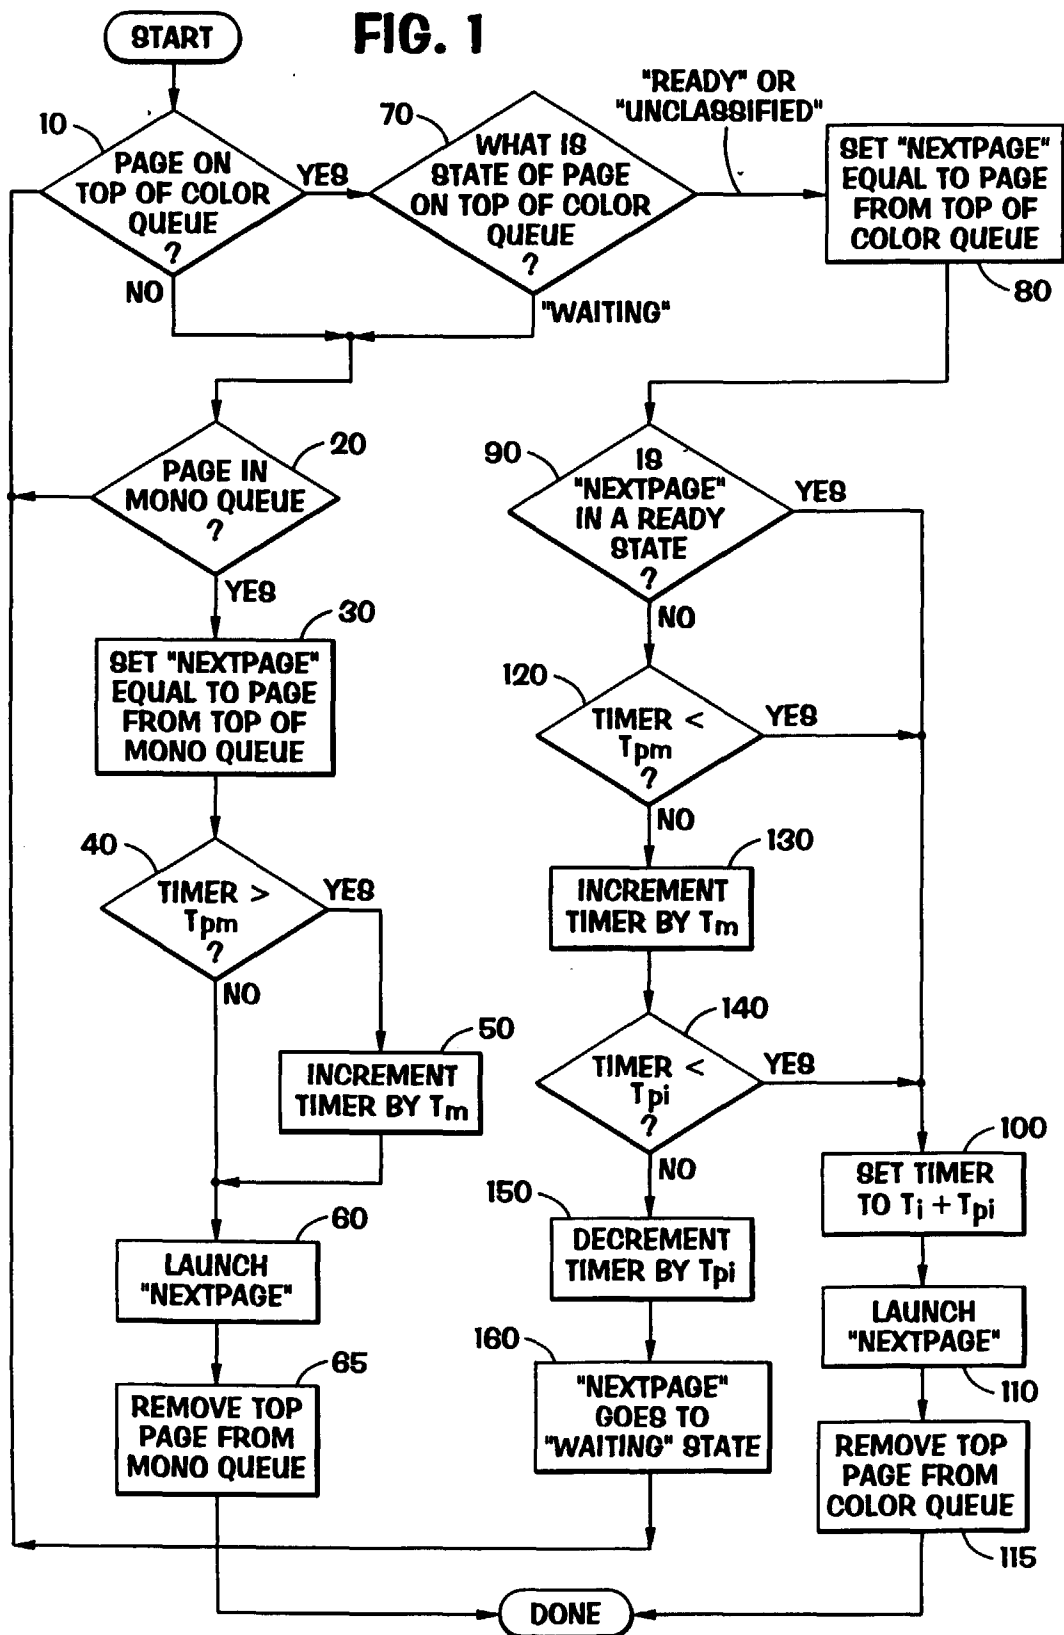 FIG. 1
START
10
PAGE ON
TOP OF COLOR
QUEUE
?
YES
NO
70
WHAT IS
STATE OF PAGE
ON TOP OF COLOR
QUEUE
?
"READY" OR
"UNCLASSIFIED"
"WAITING"
SET "NEXTPAGE"
EQUAL TO PAGE
FROM TOP OF
COLOR QUEUE
80
20
PAGE IN
MONO QUEUE
?
YES
30
SET "NEXTPAGE"
EQUAL TO PAGE
FROM TOP OF
MONO QUEUE
40
TIMER >
Tpm
?
YES
NO
50
INCREMENT
TIMER BY Tm
60
LAUNCH
"NEXTPAGE"
65
REMOVE TOP
PAGE FROM
MONO QUEUE
90
IS
"NEXTPAGE"
IN A READY
STATE
?
YES
NO
120
TIMER <
Tpm
?
YES
NO
130
INCREMENT
TIMER BY Tm
140
TIMER <
Tpi
?
YES
NO
150
DECREMENT
TIMER BY Tpi
160
"NEXTPAGE"
GOES TO
"WAITING" STATE
100
SET TIMER
TO Ti + Tpi
LAUNCH
"NEXTPAGE"
110
REMOVE TOP
PAGE FROM
COLOR QUEUE
115
DONE